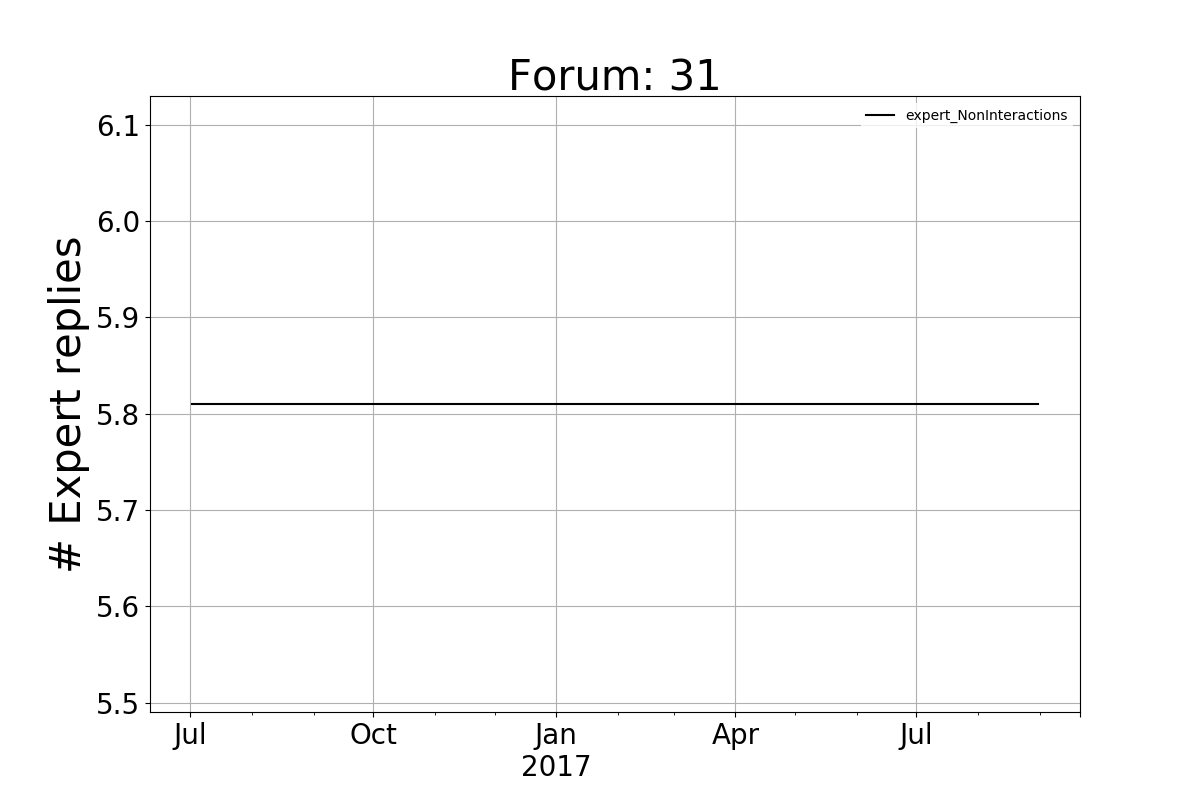 Forum: 31
expert_NonInteractions
# Expert replies
6.1
6.0
5.9
5.8
5.7
5.6
5.5
Jul Oct Jan Apr Jul
2017